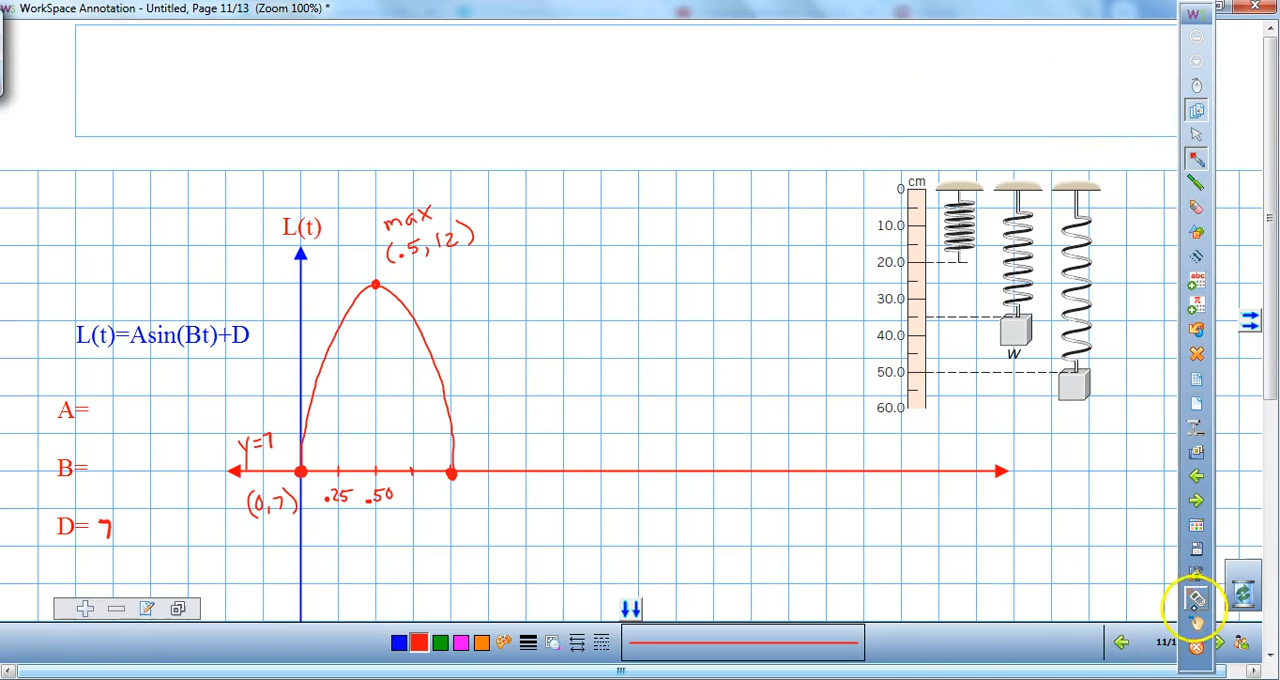 WorkSpace Annotation - Untitled, Page 11/13 (Zoom 100%) *
max
(.5, 12)
L(t)
L(t)=Asin(Bt)+D
A=
y=7
B=
(0,7) .25 .50
D= 7
cm
0
10.0
20.0
30.0
40.0
50.0
60.0
W
abc
π
11/1